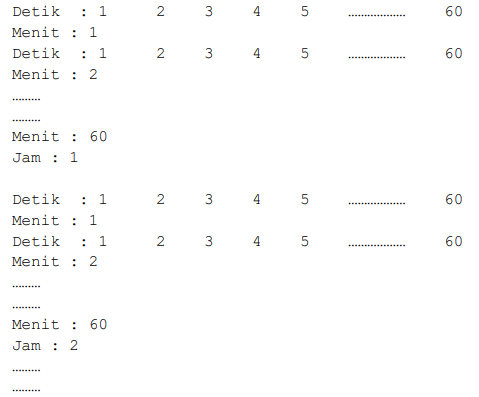 Detik : 1 2 3 4 5 ……………… 60
Menit : 1
Detik : 1 2 3 4 5 ……………… 60
Menit : 2
………
………
Menit : 60
Jam : 1
Detik : 1 2 3 4 5 ……………… 60
Menit : 1
Detik : 1 2 3 4 5 ……………… 60
Menit : 2
………
………
Menit : 60
Jam : 2
………
………